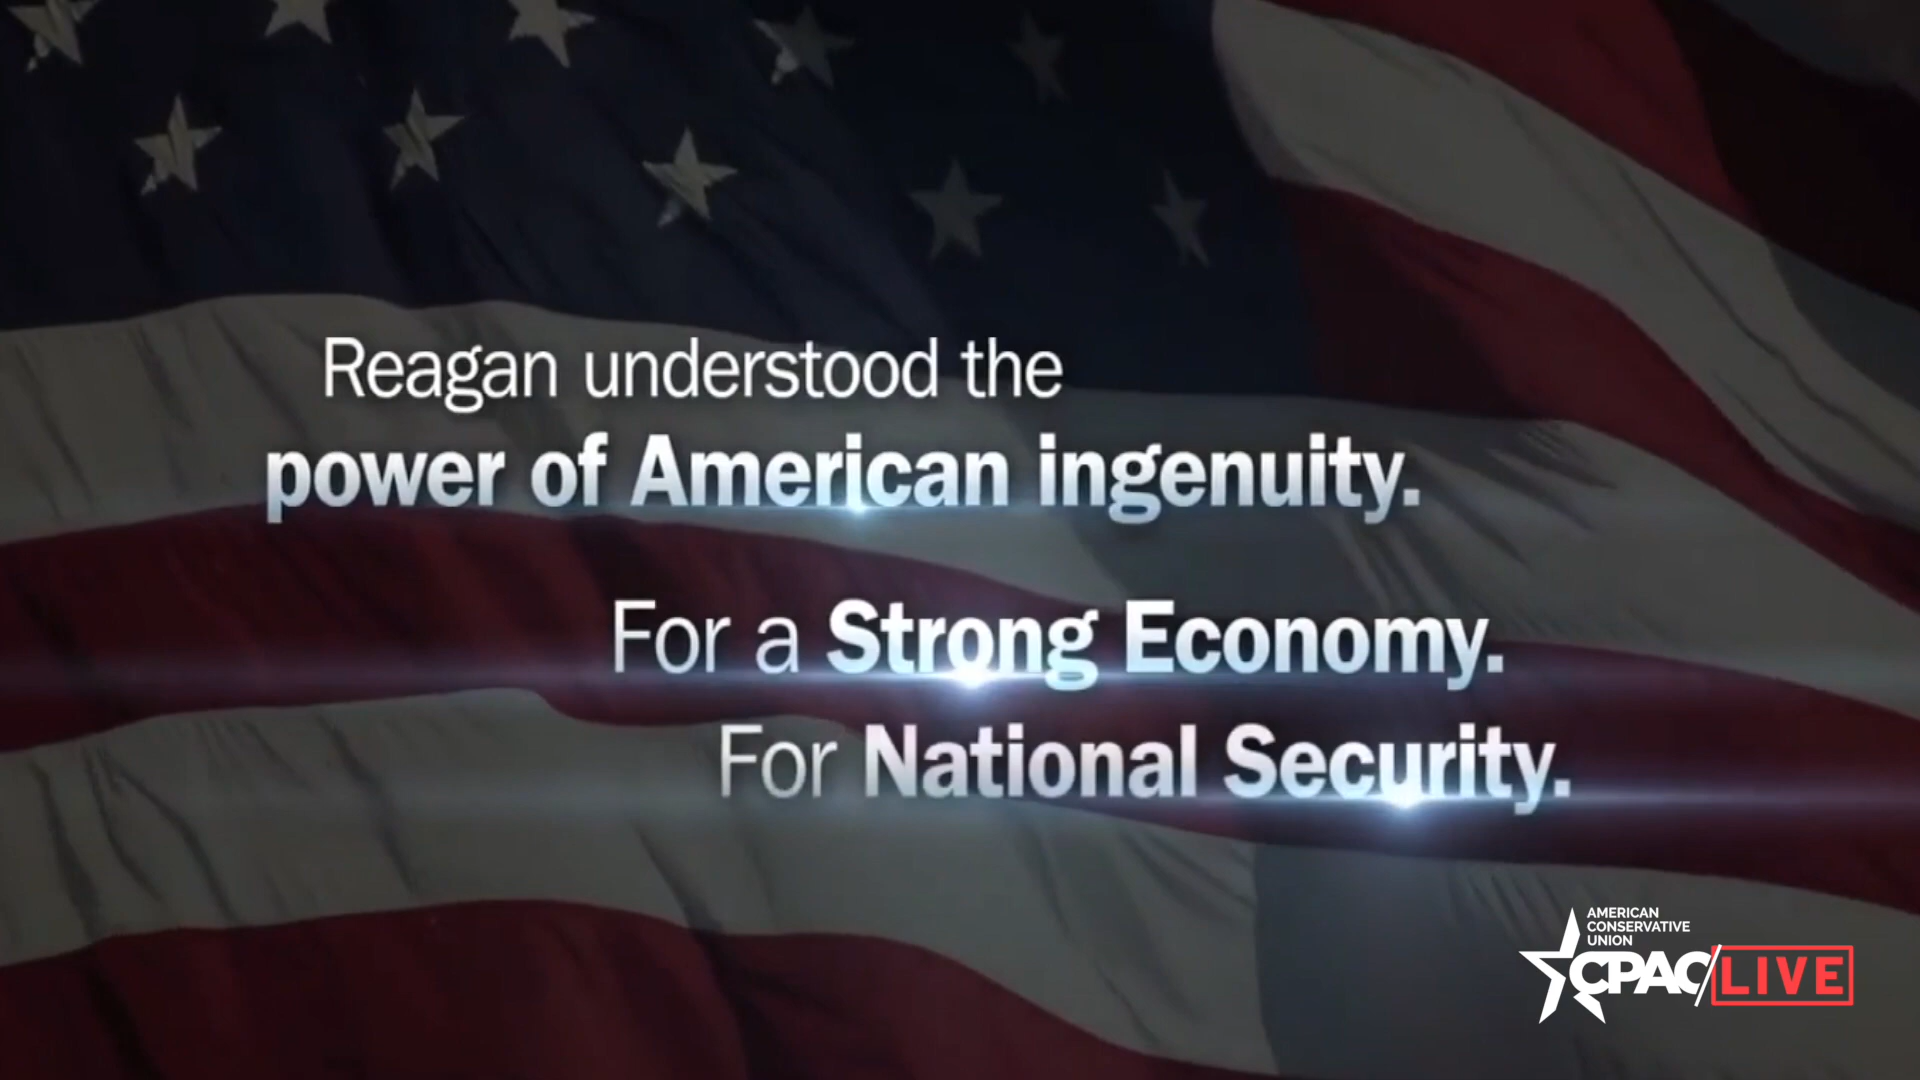 Reagan understood the
power of American ingenuity.
For a Strong Economy.
For National Security.
AMERICAN
CONSERVATIVE
UNION
CPAC/LIVE